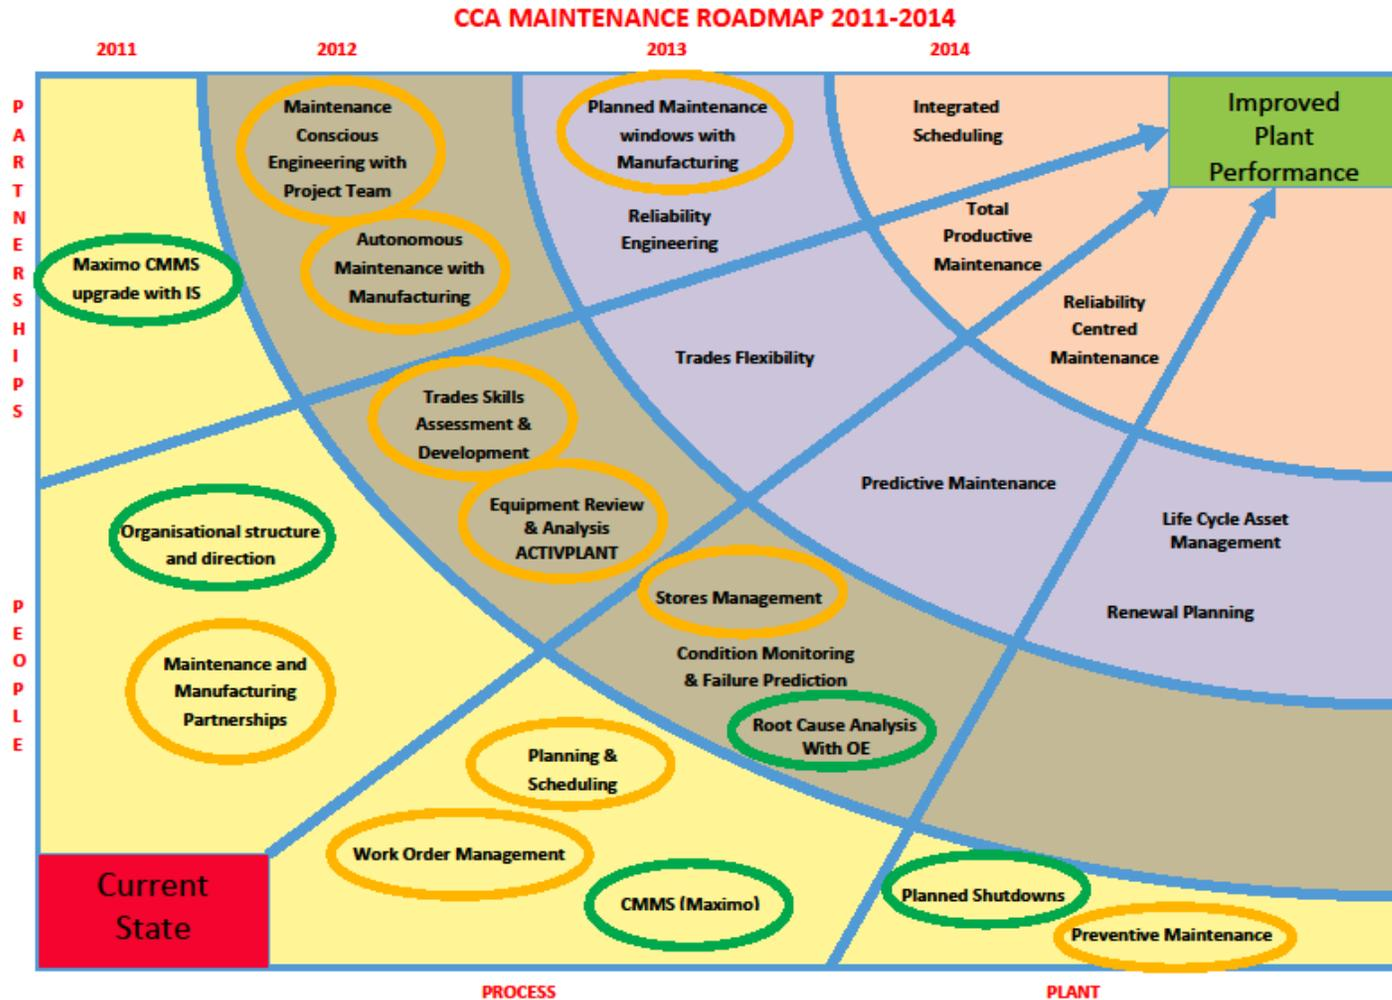 CCA MAINTENANCE ROADMAP 2011-2014
2011 2012 2013 2014
PARTNERSHIPS
PEOPLE
Maximo CMMS
upgrade with IS
Maintenance
Conscious
Engineering with
Project Team
Autonomous
Maintenance with
Manufacturing
Planned Maintenance
windows with
Manufacturing
Reliability
Engineering
Integrated
Scheduling
Total
Productive
Maintenance
Reliability
Centred
Maintenance
Improved
Plant
Performance
Organisational structure
and direction
Maintenance and
Manufacturing
Partnerships
Trades Skills
Assessment &
Development
Equipment Review
& Analysis
ACTIVPLANT
Trades Flexibility
Current
State
Work Order Management
Planning &
Scheduling
CMMS (Maximo)
Stores Management
Condition Monitoring
& Failure Prediction
Root Cause Analysis
With OE
Predictive Maintenance
Life Cycle Asset
Management
Renewal Planning
Planned Shutdowns
Preventive Maintenance
PROCESS
PLANT